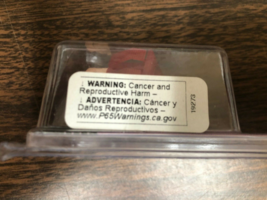 WARNING: Cancer and
Reproductive Harm –
ADVERTENCIA: Cáncer y
Daños Reproductivos –
www.P65Warnings.ca.gov